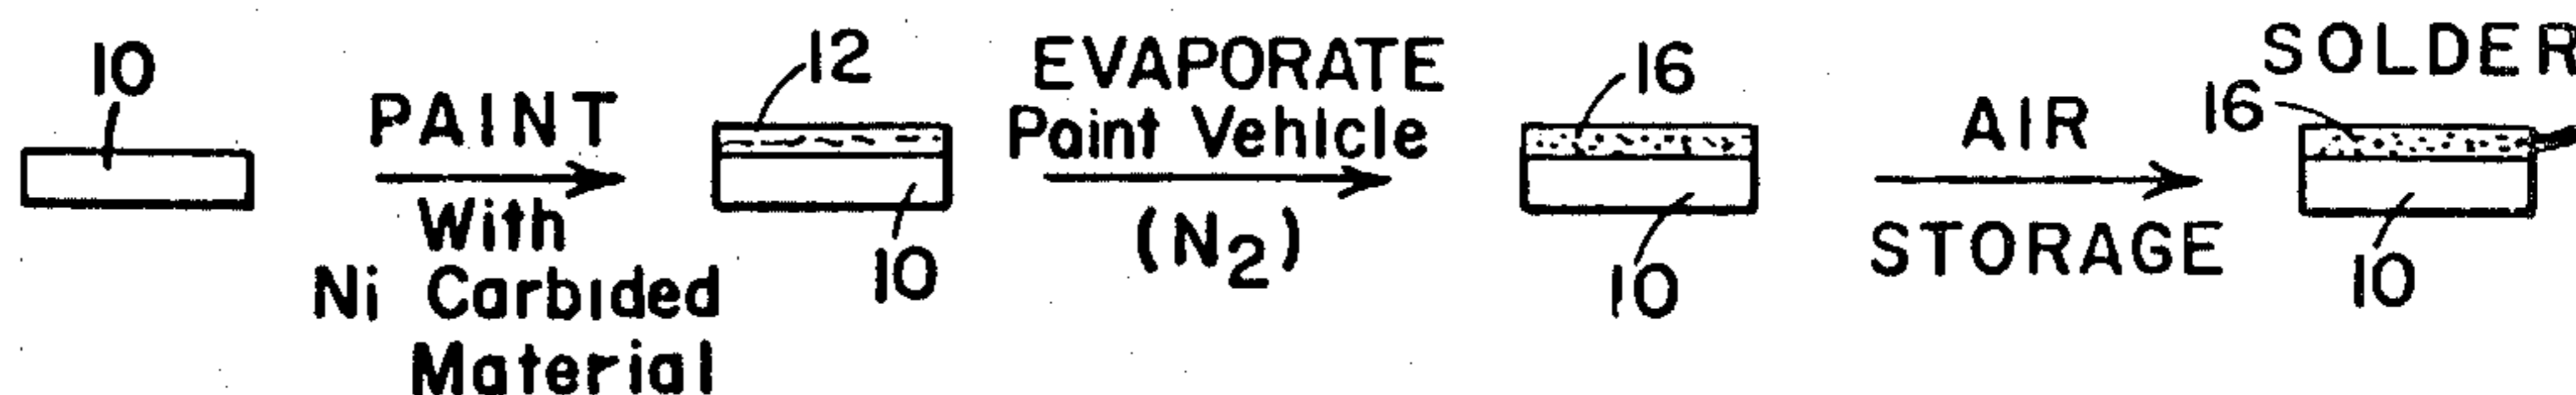 10
PAINT
With
Ni Carbided
Material
12
10
EVAPORATE
Paint Vehicle
(N2)
16
10
AIR
STORAGE
SOLDER
16
10